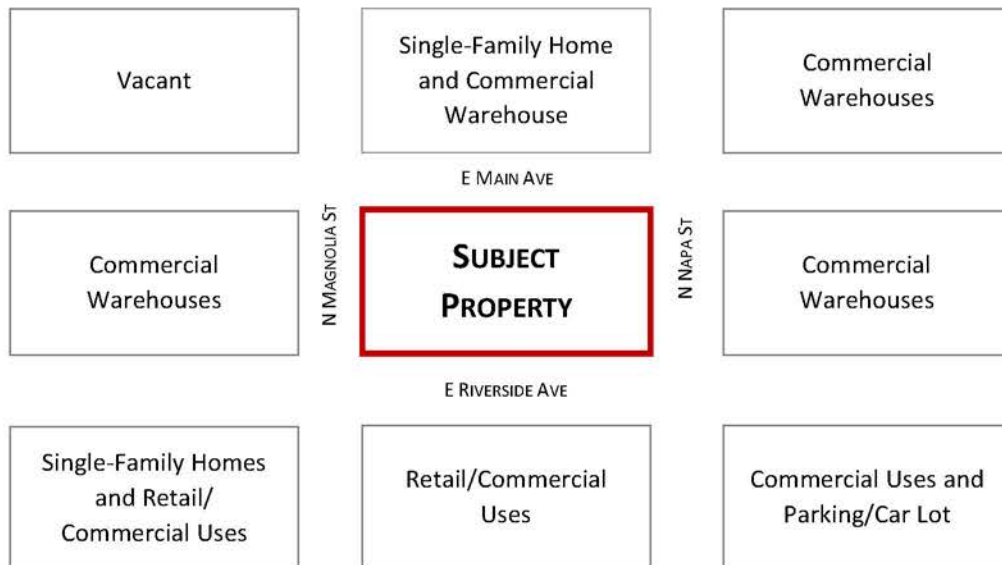 Vacant
Single-Family Home
and Commercial
Warehouse
Commercial
Warehouses
E MAIN AVE
Commercial
Warehouses
N MAGNOLIA ST
SUBJECT
PROPERTY
N NAPA ST
Commercial
Warehouses
E RIVERSIDE AVE
Single-Family Homes
and Retail/
Commercial Uses
Retail/Commercial
Uses
Commercial Uses and
Parking/Car Lot